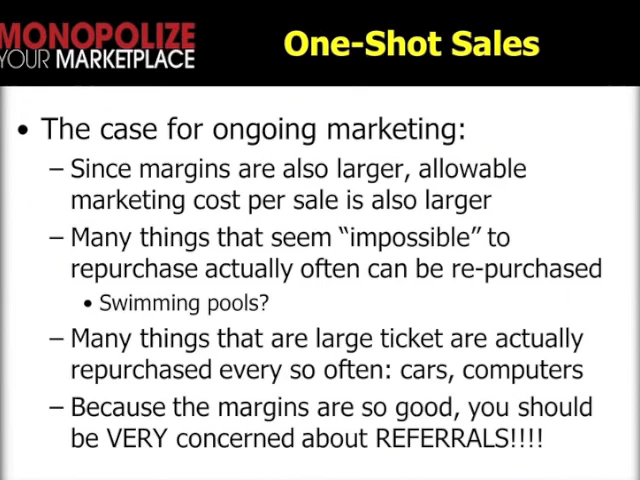 MONOPOLIZE
YOUR MARKETPLACE
One-Shot Sales
• The case for ongoing marketing:
– Since margins are also larger, allowable
marketing cost per sale is also larger
– Many things that seem “impossible” to
repurchase actually often can be re-purchased
• Swimming pools?
– Many things that are large ticket are actually
repurchased every so often: cars, computers
– Because the margins are so good, you should
be VERY concerned about REFERRALS!!!!